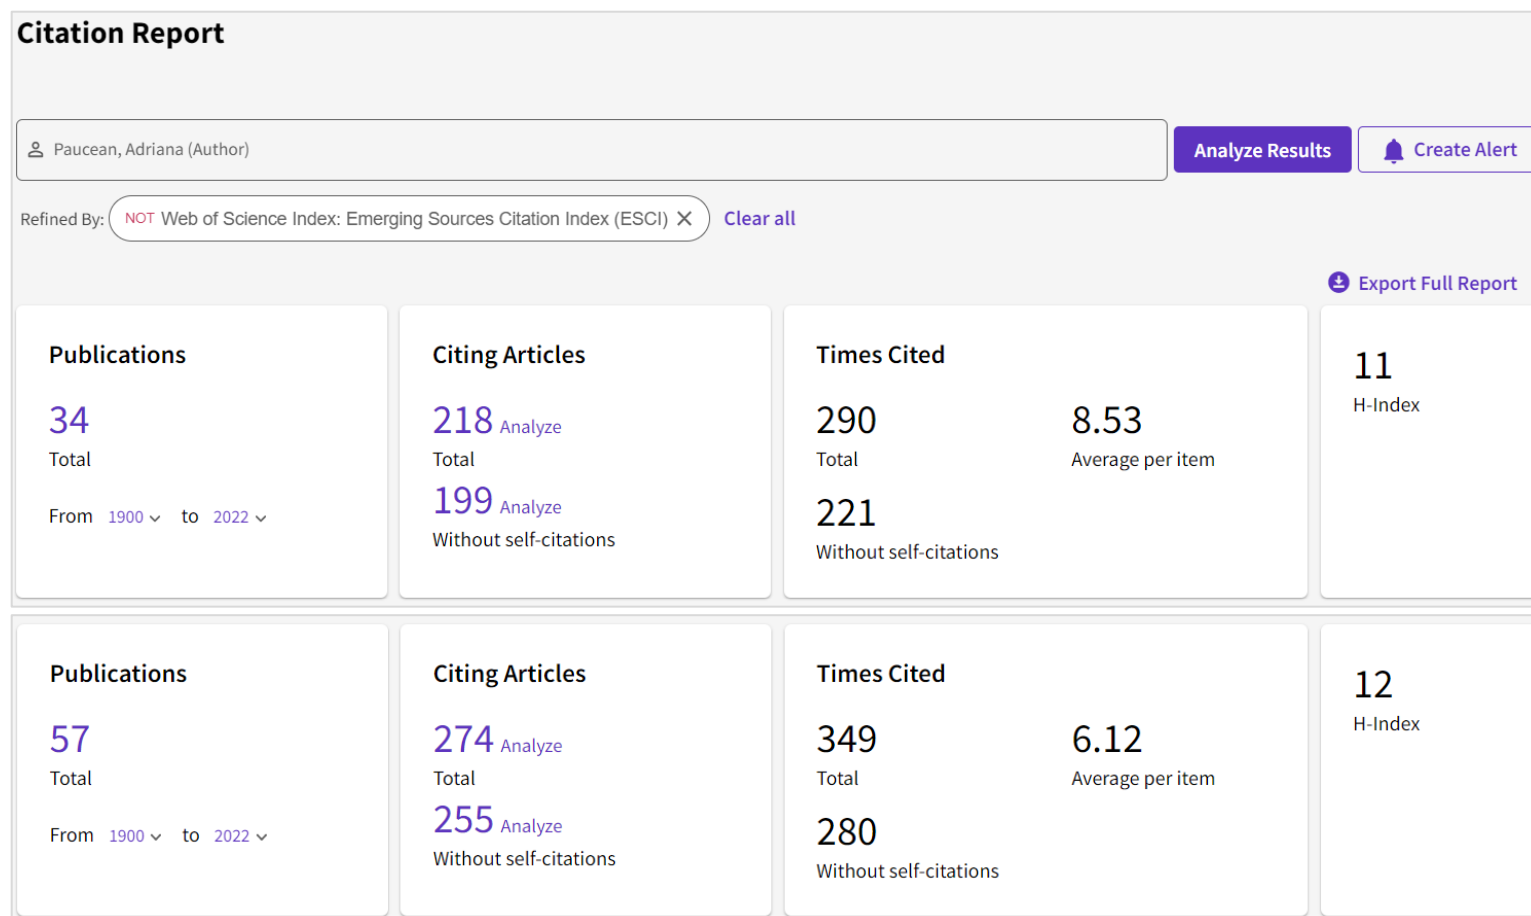 Citation Report
Paucean, Adriana (Author)
Analyze Results
Create Alert
Refined By: NOT Web of Science Index: Emerging Sources Citation Index (ESCI) Clear all
Export Full Report
Publications
34
Total
From 1900 to 2022
Citing Articles
218 Analyze
Total
199 Analyze
Without self-citations
Times Cited
290
Total
8.53
Average per item
221
Without self-citations
11
H-Index
Publications
57
Total
From 1900 to 2022
Citing Articles
274 Analyze
Total
255 Analyze
Without self-citations
Times Cited
349
Total
6.12
Average per item
280
Without self-citations
12
H-Index